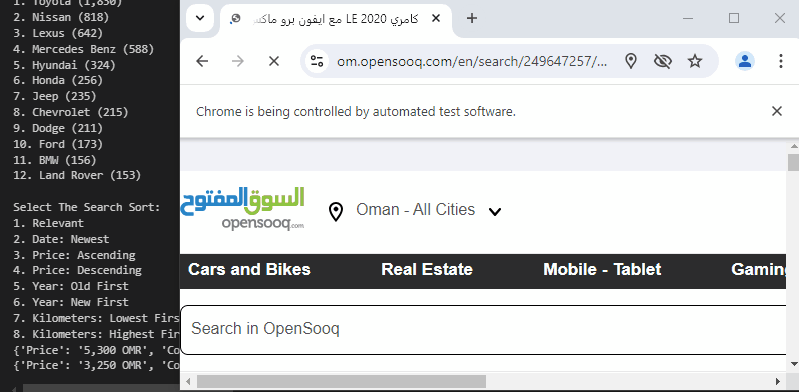 1. Toyota (1,850)
2. Nissan (818)
3. Lexus (642)
4. Mercedes Benz (588)
5. Hyundai (324)
6. Honda (256)
7. Jeep (235)
8. Chevrolet (215)
9. Dodge (211)
10. Ford (173)
11. BMW (156)
12. Land Rover (153)
Select The Search Sort:
1. Relevant
2. Date: Newest
3. Price: Ascending
4. Price: Descending
5. Year: Old First
6. Year: New First
7. Kilometers: Lowest Firs
8. Kilometers: Highest Fir
{'Price': '5,300 OMR', 'Co
{'Price': '3,250 OMR', 'Co
كامري 2020 LE مع ايفون برو ماكس
om.opensooq.com/en/search/249647257/...
Chrome is being controlled by automated test software.
السوق المفتوح
opensooq.com
Oman - All Cities
Cars and Bikes Real Estate Mobile - Tablet Gaming
Search in OpenSooq